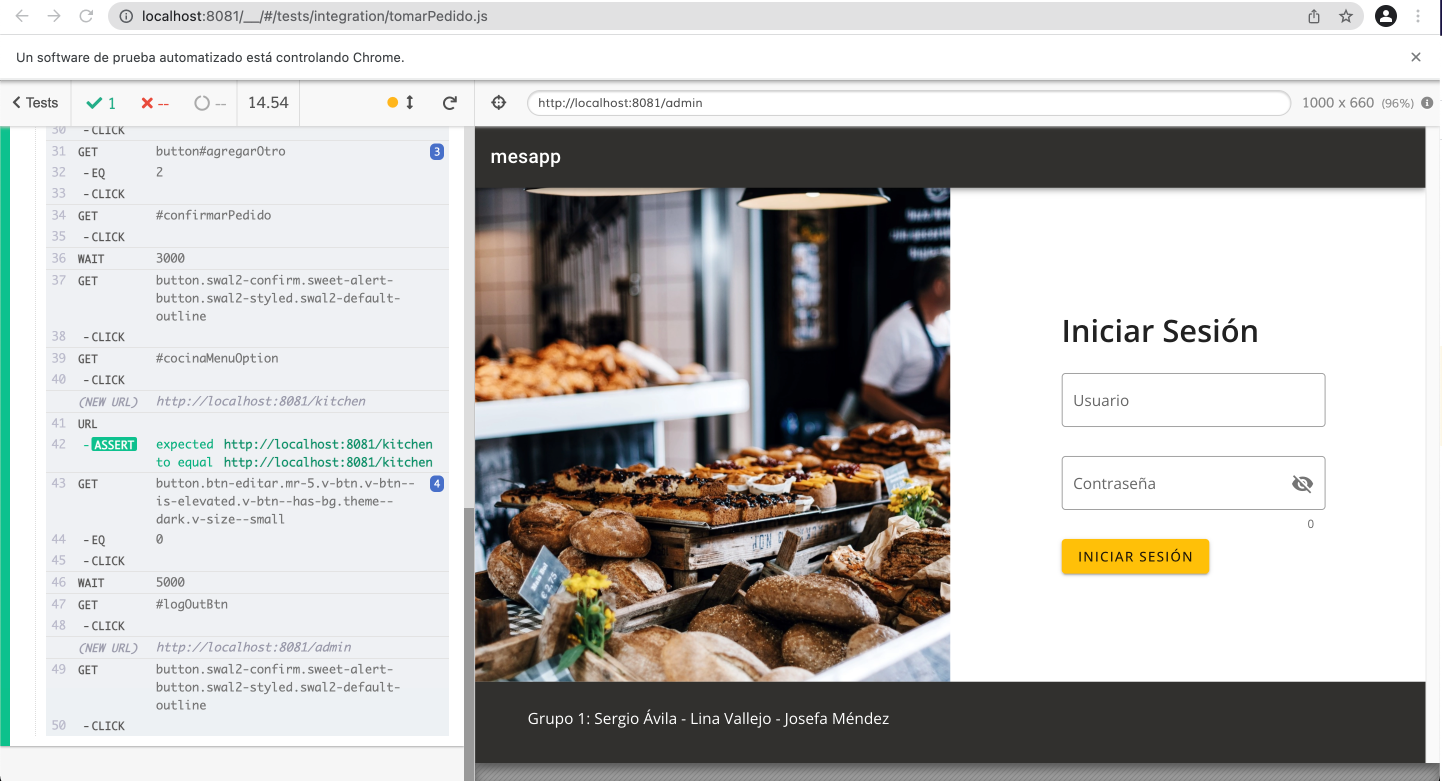 localhost:8081/__/#/tests/integration/tomarPedido.js
Un software de prueba automatizado está controlando Chrome.
Tests 1 -- -- 14.54
http://localhost:8081/admin 1000 x 660 (96%)
30 -CLICK
31 GET button#agregarOtro 3
32 -EQ 2
33 -CLICK
34 GET #confirmarPedido
35 -CLICK
36 WAIT 3000
37 GET button.swal2-confirm.sweet-alert-
button.swal2-styled.swal2-default-
outline
38 -CLICK
39 GET #cocinaMenuOption
40 -CLICK
(NEW URL) http://localhost:8081/kitchen
41 URL
42 -ASSERT expected http://localhost:8081/kitchen
to equal http://localhost:8081/kitchen
43 GET button.btn-editar.mr-5.v-btn.v-btn--
is-elevated.v-btn--has-bg.theme--
dark.v-size--small 4
44 -EQ 0
45 -CLICK
46 WAIT 5000
47 GET #logOutBtn
48 -CLICK
(NEW URL) http://localhost:8081/admin
49 GET button.swal2-confirm.sweet-alert-
button.swal2-styled.swal2-default-
outline
50 -CLICK
mesapp
Iniciar Sesión
Usuario
Contraseña
0
INICIAR SESIÓN
Grupo 1: Sergio Ávila - Lina Vallejo - Josefa Méndez